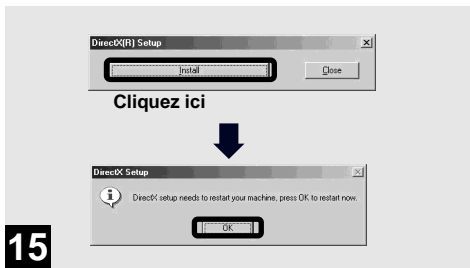 DirectX(R) Setup
Install
Close
Cliquez ici
DirectX Setup
DirectX setup needs to restart your machine, press OK to restart now.
OK
15